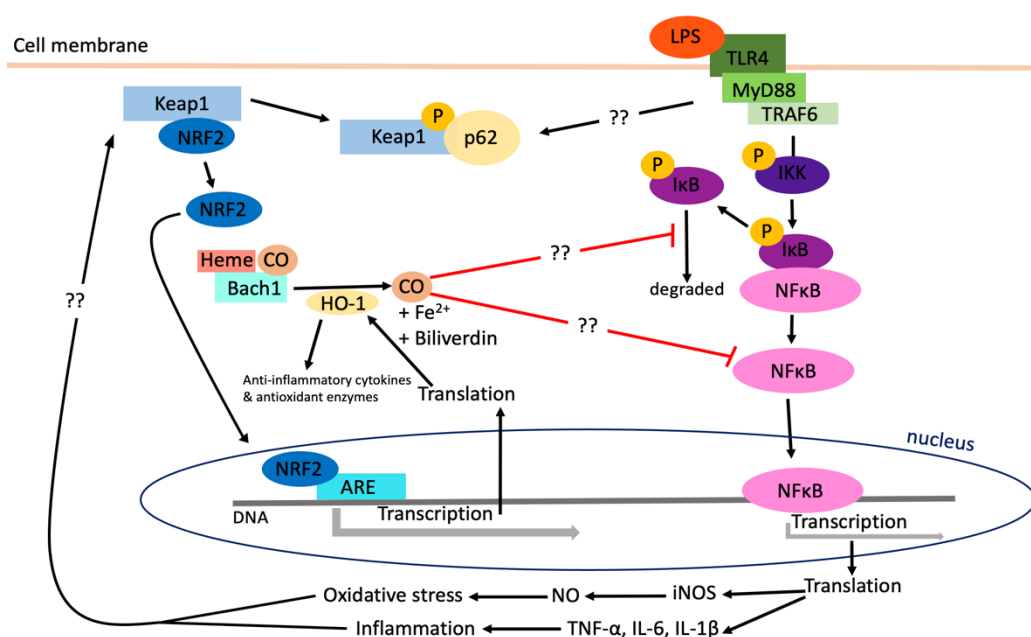 Cell membrane
LPS
TLR4
MyD88
TRAF6
Keap1
NRF2
P
Keap1
p62
??
P
IKK
P
IκB
NRF2
P
IκB
NFκB
degraded
Heme
CO
Bach1
HO-1
CO
+ Fe²⁺
+ Biliverdin
??
??
??
NFκB
Anti-inflammatory cytokines
& antioxidant enzymes
Translation
nucleus
NRF2
ARE
DNA
Transcription
NFκB
Transcription
Translation
Oxidative stress
NO
iNOS
Inflammation
TNF-α, IL-6, IL-1β